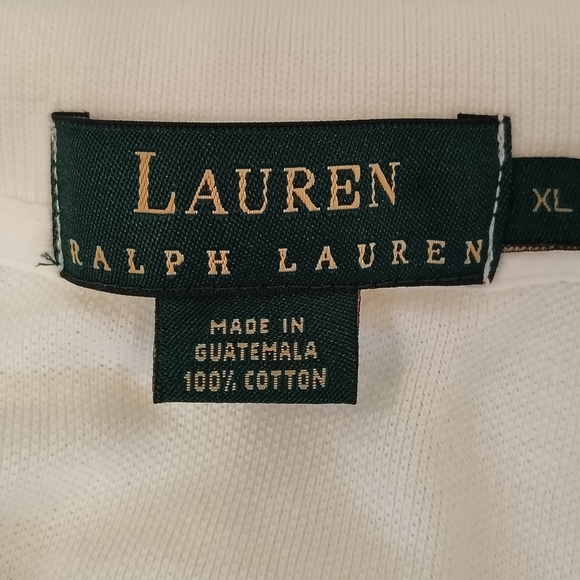 LAUREN
RALPH LAUREN
XL
MADE IN
GUATEMALA
100% COTTON